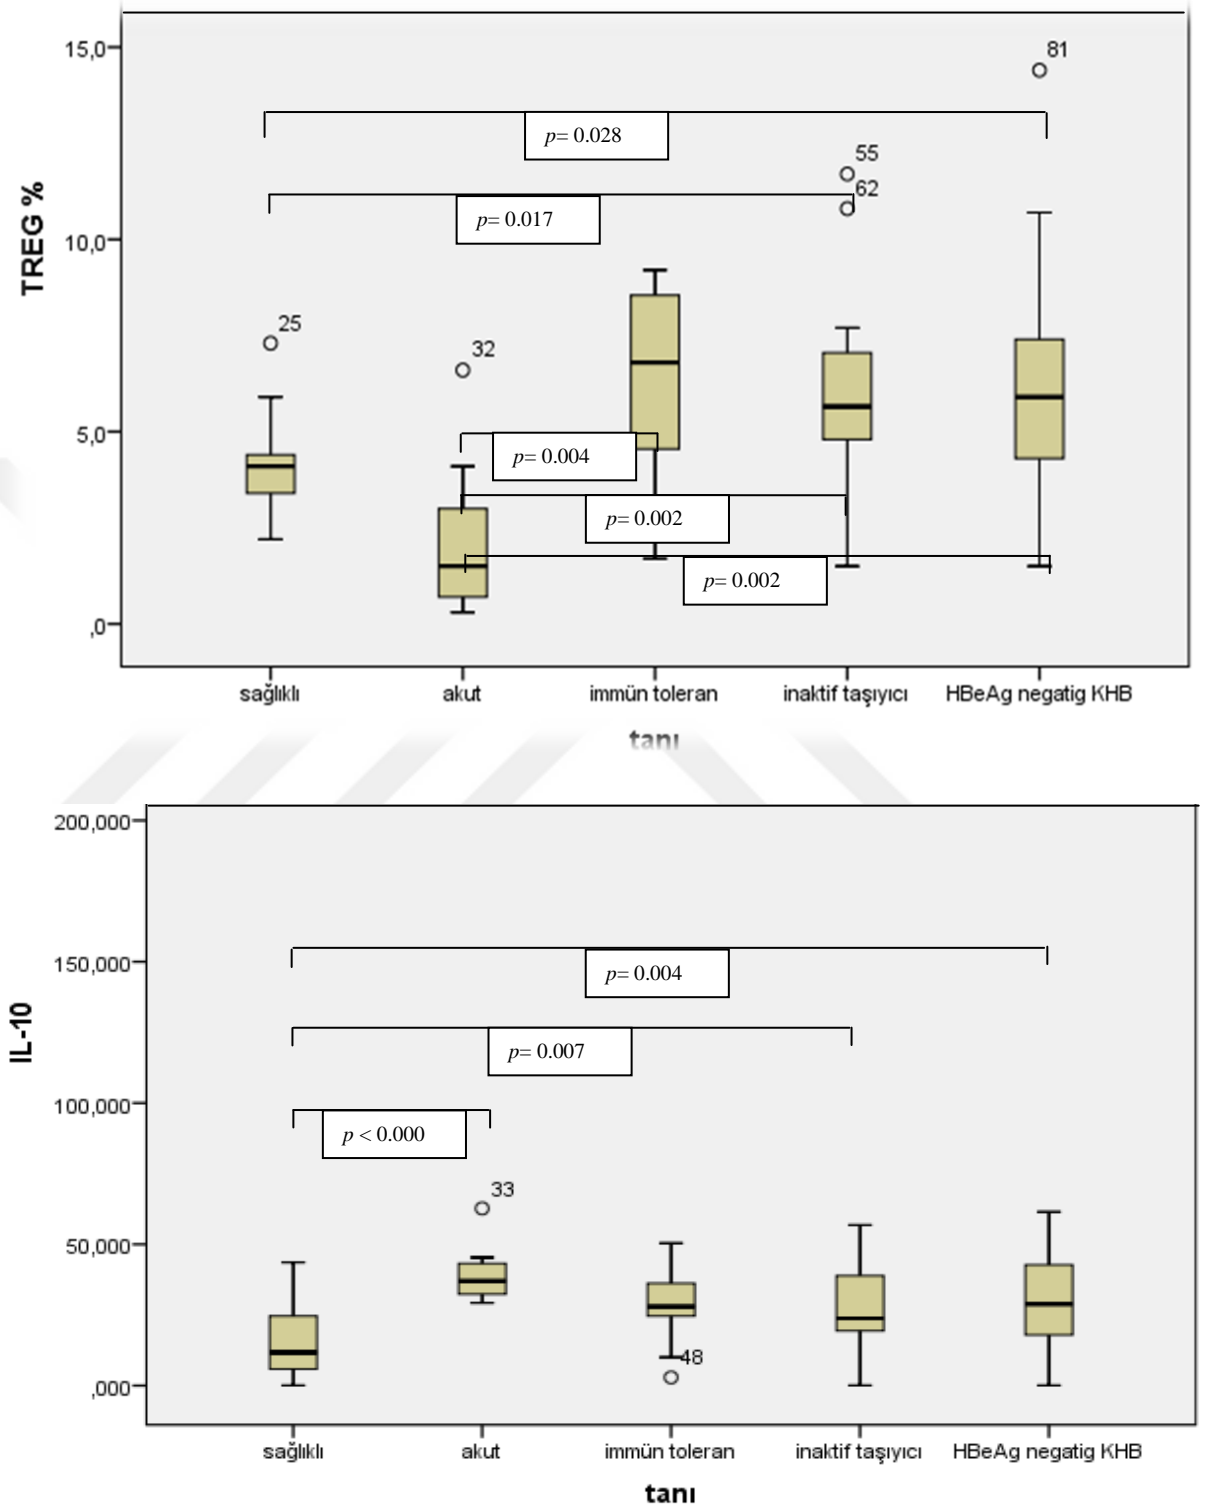 15,0
81
p= 0.028
55
62
p= 0.017
10,0
TREG %
25
32
5,0
p= 0.004
p= 0.002
p= 0.002
,0
sağlıklı akut immün toleran inaktif taşıyıcı HBeAg negatig KHB
tanı
200,000
150,000
p= 0.004
IL-10
p= 0.007
100,000
p < 0.000
33
50,000
48
,000
sağlıklı akut immün toleran inaktif taşıyıcı HBeAg negatig KHB
tanı